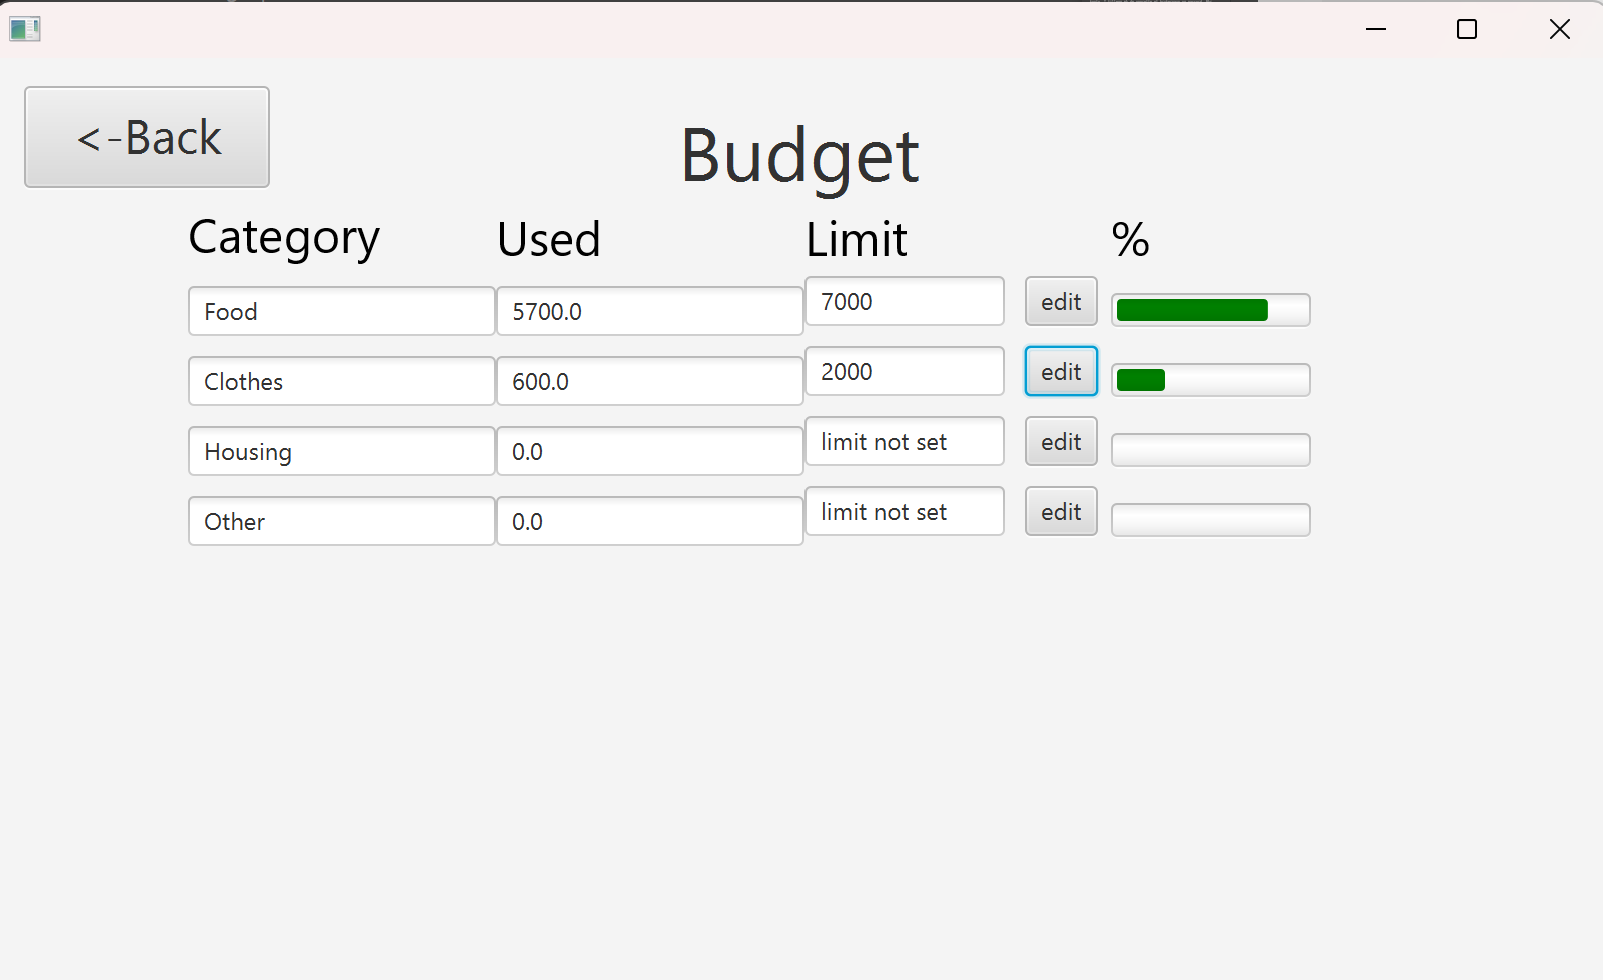 <-Back
Budget
Category Used Limit %
Food 5700.0 7000 edit
Clothes 600.0 2000 edit
Housing 0.0 limit not set edit
Other 0.0 limit not set edit